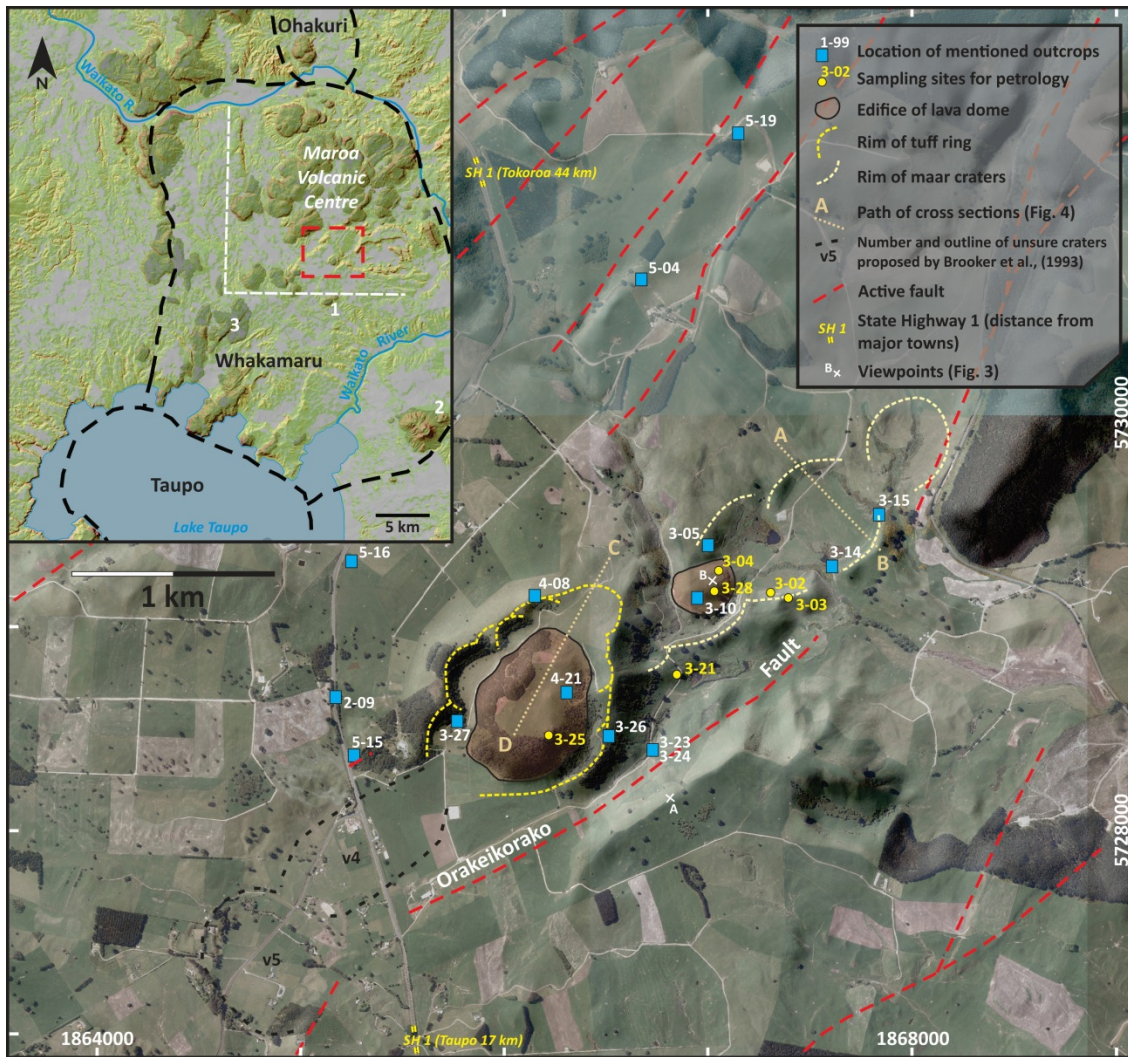 Ohakuri
N
Waikato R.
Maroa
Volcanic
Centre
1
3
Whakamaru
Waikato River
2
Taupo
Lake Taupo
5 km
1-99 Location of mentioned outcrops
3-02 Sampling sites for petrology
Edifice of lava dome
Rim of tuff ring
Rim of maar craters
A Path of cross sections (Fig. 4)
v5 Number and outline of unsure craters
proposed by Brooker et al., (1993)
Active fault
SH 1 State Highway 1 (distance from
major towns)
B Viewpoints (Fig. 3)
5-19
SH 1 (Tokoroa 44 km)
5-04
5730000
A
3-15
3-05
5-16
C
3-04
3-14
B
B
1 km
4-08
3-28
3-02
3-10
3-03
3-21
Fault
4-21
2-09
3-27
D
3-25
3-26
3-23
3-24
5-15
A
5728000
v4
Orakeikorako
v5
1864000
SH 1 (Taupo 17 km)
1868000